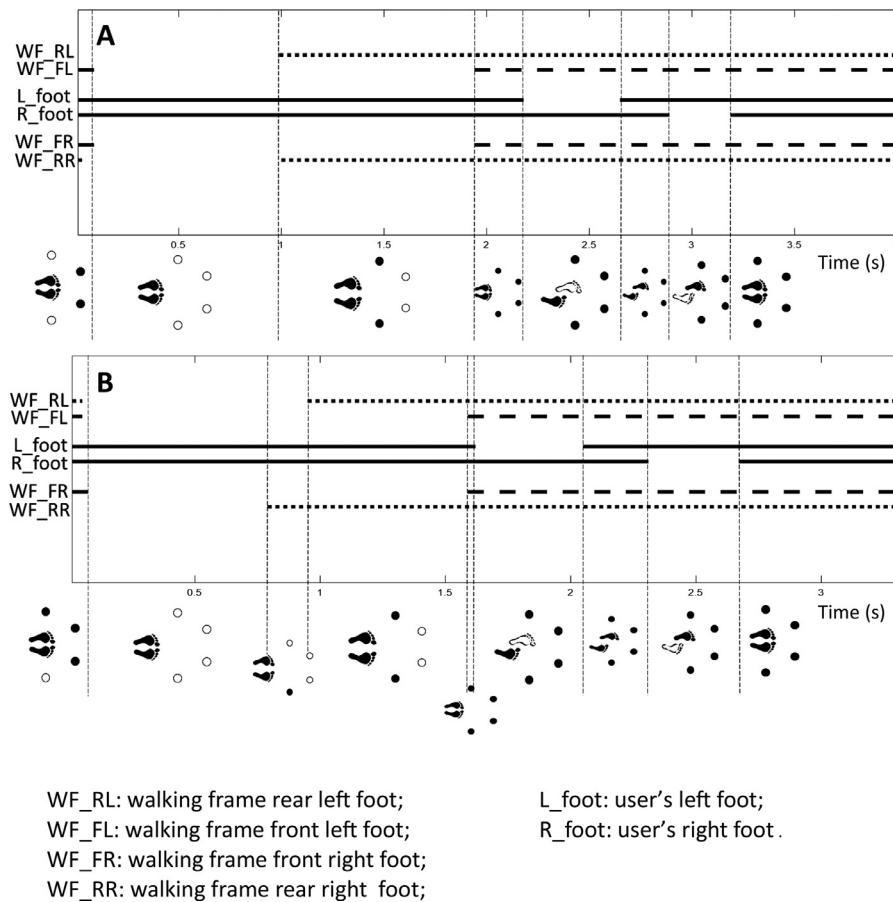 A
WF_RL
WF_FL
L_foot
R_foot
WF_FR
WF_RR
0.5 1 1.5 2 2.5 3 3.5
Time (s)
B
WF_RL
WF_FL
L_foot
R_foot
WF_FR
WF_RR
0.5 1 1.5 2 2.5 3
Time (s)
WF_RL: walking frame rear left foot;
WF_FL: walking frame front left foot;
WF_FR: walking frame front right foot;
WF_RR: walking frame rear right foot;
L_foot: user's left foot;
R_foot: user's right foot.